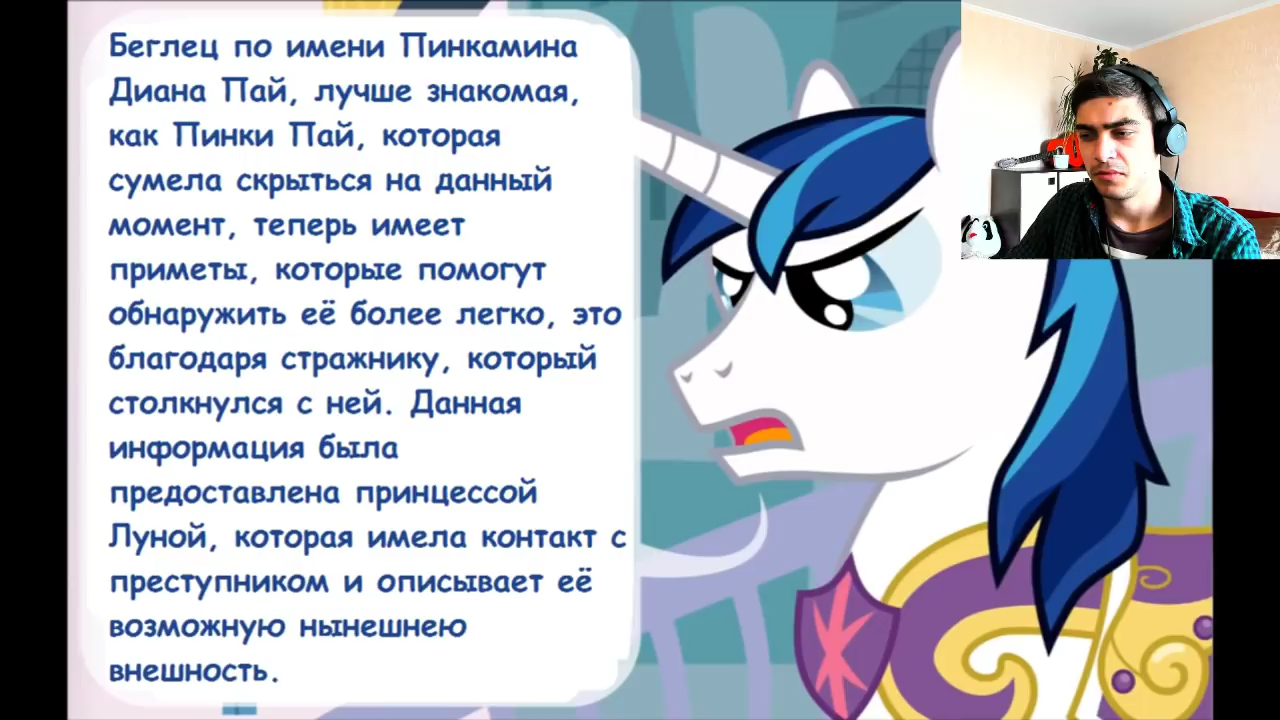 Беглец по имени Пинкамина
Диана Пай, лучше знакомая,
как Пинки Пай, которая
сумела скрыться на данный
момент, теперь имеет
приметы, которые помогут
обнаружить её более легко, это
благодаря стражнику, который
столкнулся с ней. Данная
информация была
предоставлена принцессой
Луной, которая имела контакт с
преступником и описывает её
возможную нынешнею
внешность.